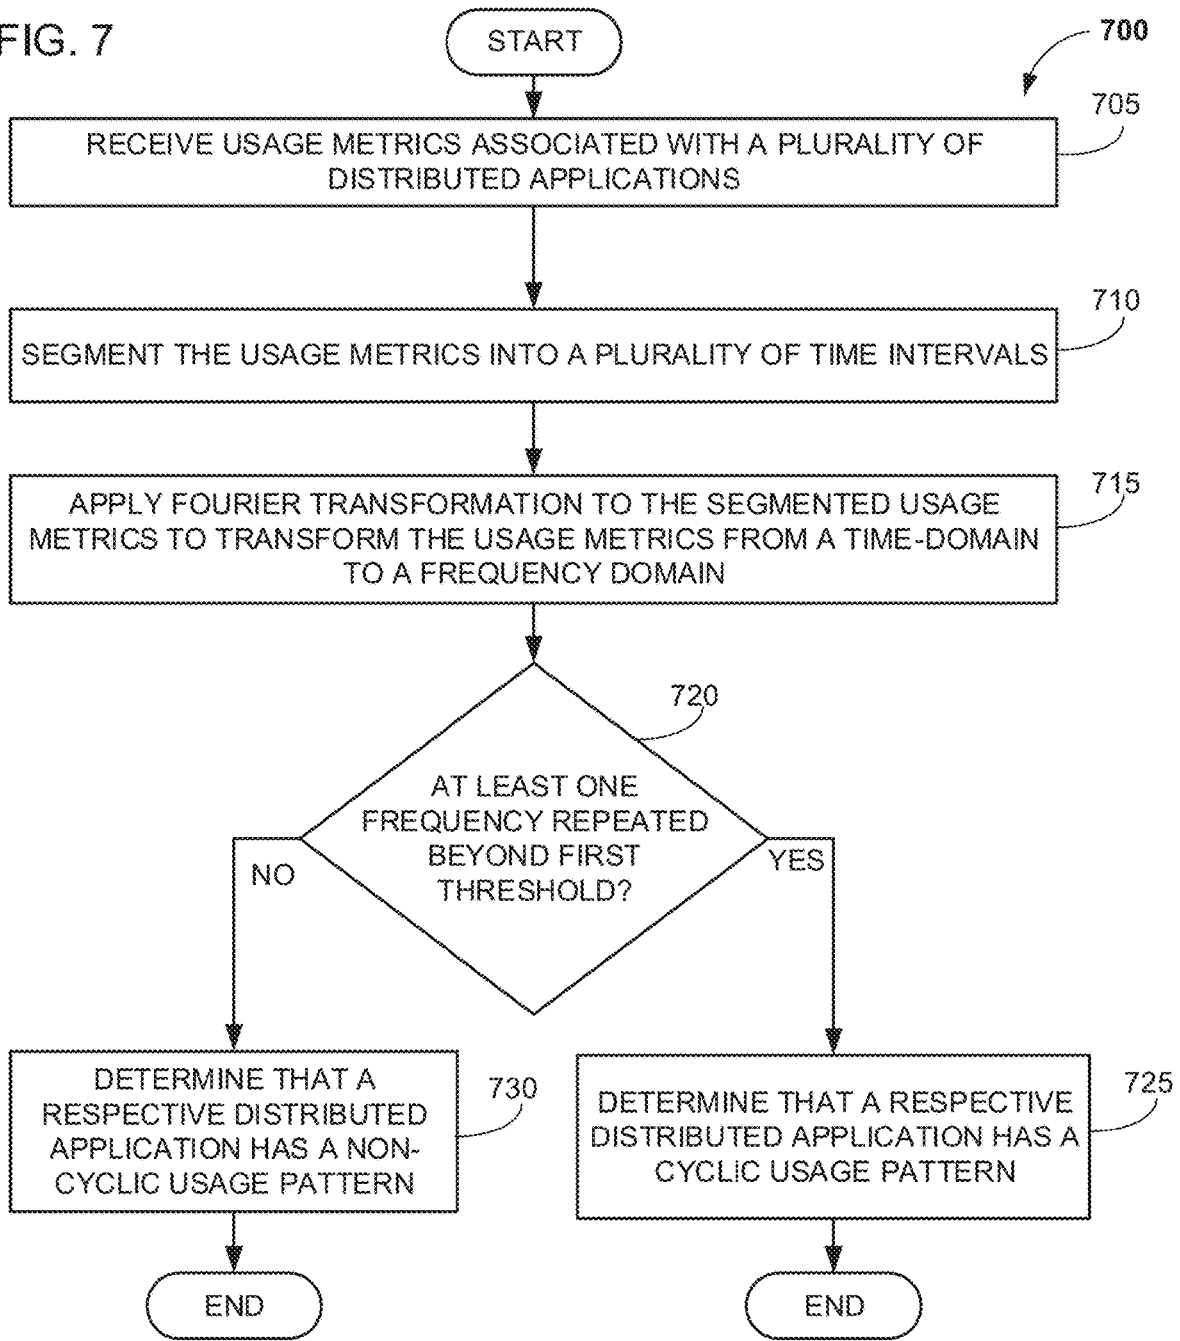 FIG. 7
START
700
705
RECEIVE USAGE METRICS ASSOCIATED WITH A PLURALITY OF
DISTRIBUTED APPLICATIONS
710
SEGMENT THE USAGE METRICS INTO A PLURALITY OF TIME INTERVALS
715
APPLY FOURIER TRANSFORMATION TO THE SEGMENTED USAGE
METRICS TO TRANSFORM THE USAGE METRICS FROM A TIME-DOMAIN
TO A FREQUENCY DOMAIN
720
AT LEAST ONE
FREQUENCY REPEATED
BEYOND FIRST
THRESHOLD?
NO
YES
730
DETERMINE THAT A
RESPECTIVE DISTRIBUTED
APPLICATION HAS A NON-
CYCLIC USAGE PATTERN
725
DETERMINE THAT A RESPECTIVE
DISTRIBUTED APPLICATION HAS A
CYCLIC USAGE PATTERN
END
END